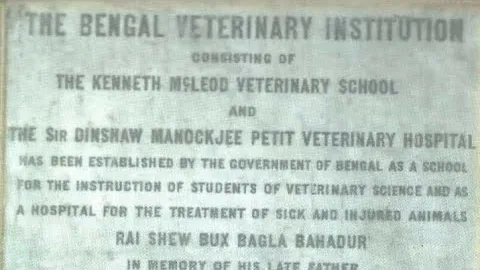 THE BENGAL VETERINARY INSTITUTION
CONSISTING OF
THE KENNETH McLEOD VETERINARY SCHOOL
AND
THE SIR DINSHAW MANOCKJEE PETIT VETERINARY HOSPITAL
HAS BEEN ESTABLISHED BY THE GOVERNMENT OF BENGAL AS A SCHOOL
FOR THE INSTRUCTION OF STUDENTS OF VETERINARY SCIENCE AND AS
A HOSPITAL FOR THE TREATMENT OF SICK AND INJURED ANIMALS
RAI SHEW BUX BAGLA BAHADUR
IN MEMORY OF HIS LATE FATHER